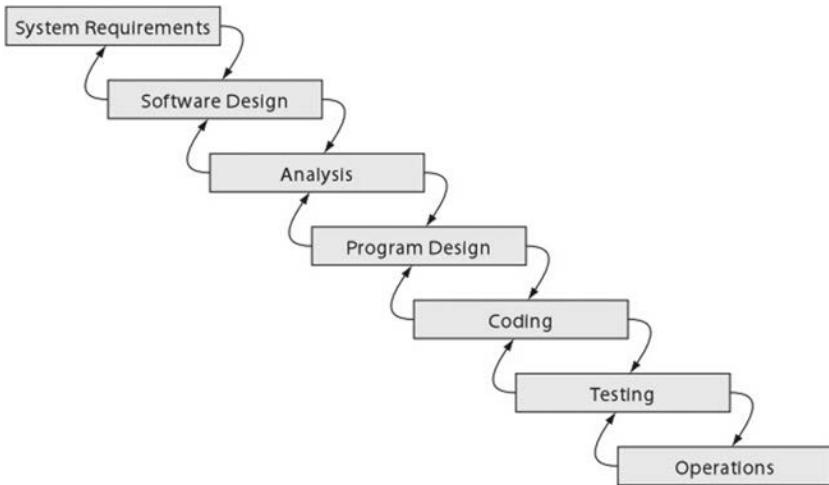 System Requirements
Software Design
Analysis
Program Design
Coding
Testing
Operations